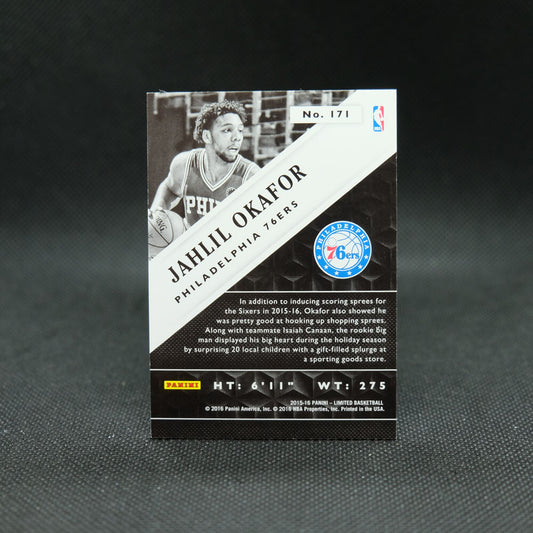 No. 171
JAHLIL OKAFOR
PHILADELPHIA 76ERS
PHILADELPHIA
76ers
In addition to inducing scoring sprees for
the Sixers in 2015-16, Okafor also showed he
was pretty good at hooking up shopping sprees.
Along with teammate Isaiah Canaan, the rookie big
man displayed his big heart during the holiday season
by surprising 20 local children with a gift-filled splurge at
a sporting goods store.
PANINI HT: 6'11" WT: 275
2015-16 PANINI – LIMITED BASKETBALL
© 2016 Panini America, Inc. © 2016 NBA Properties, Inc. Printed in the USA.